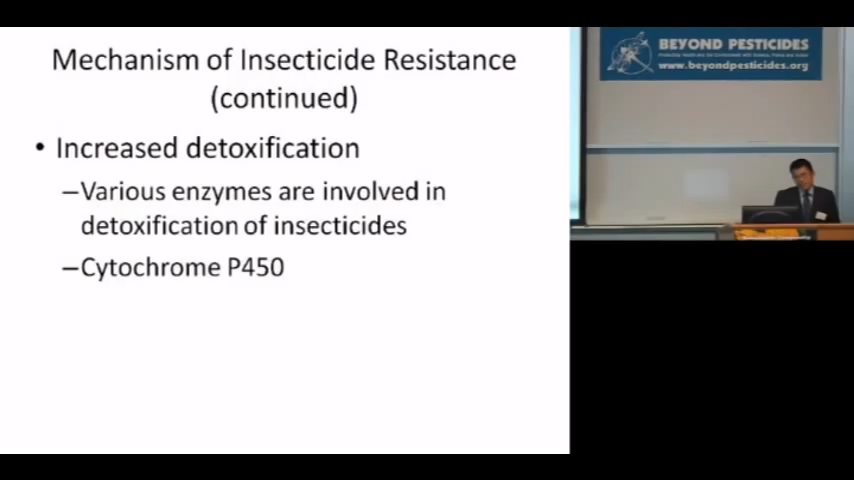 Mechanism of Insecticide Resistance
(continued)
• Increased detoxification
–Various enzymes are involved in
detoxification of insecticides
–Cytochrome P450
BEYOND PESTICIDES
www.beyondpesticides.org